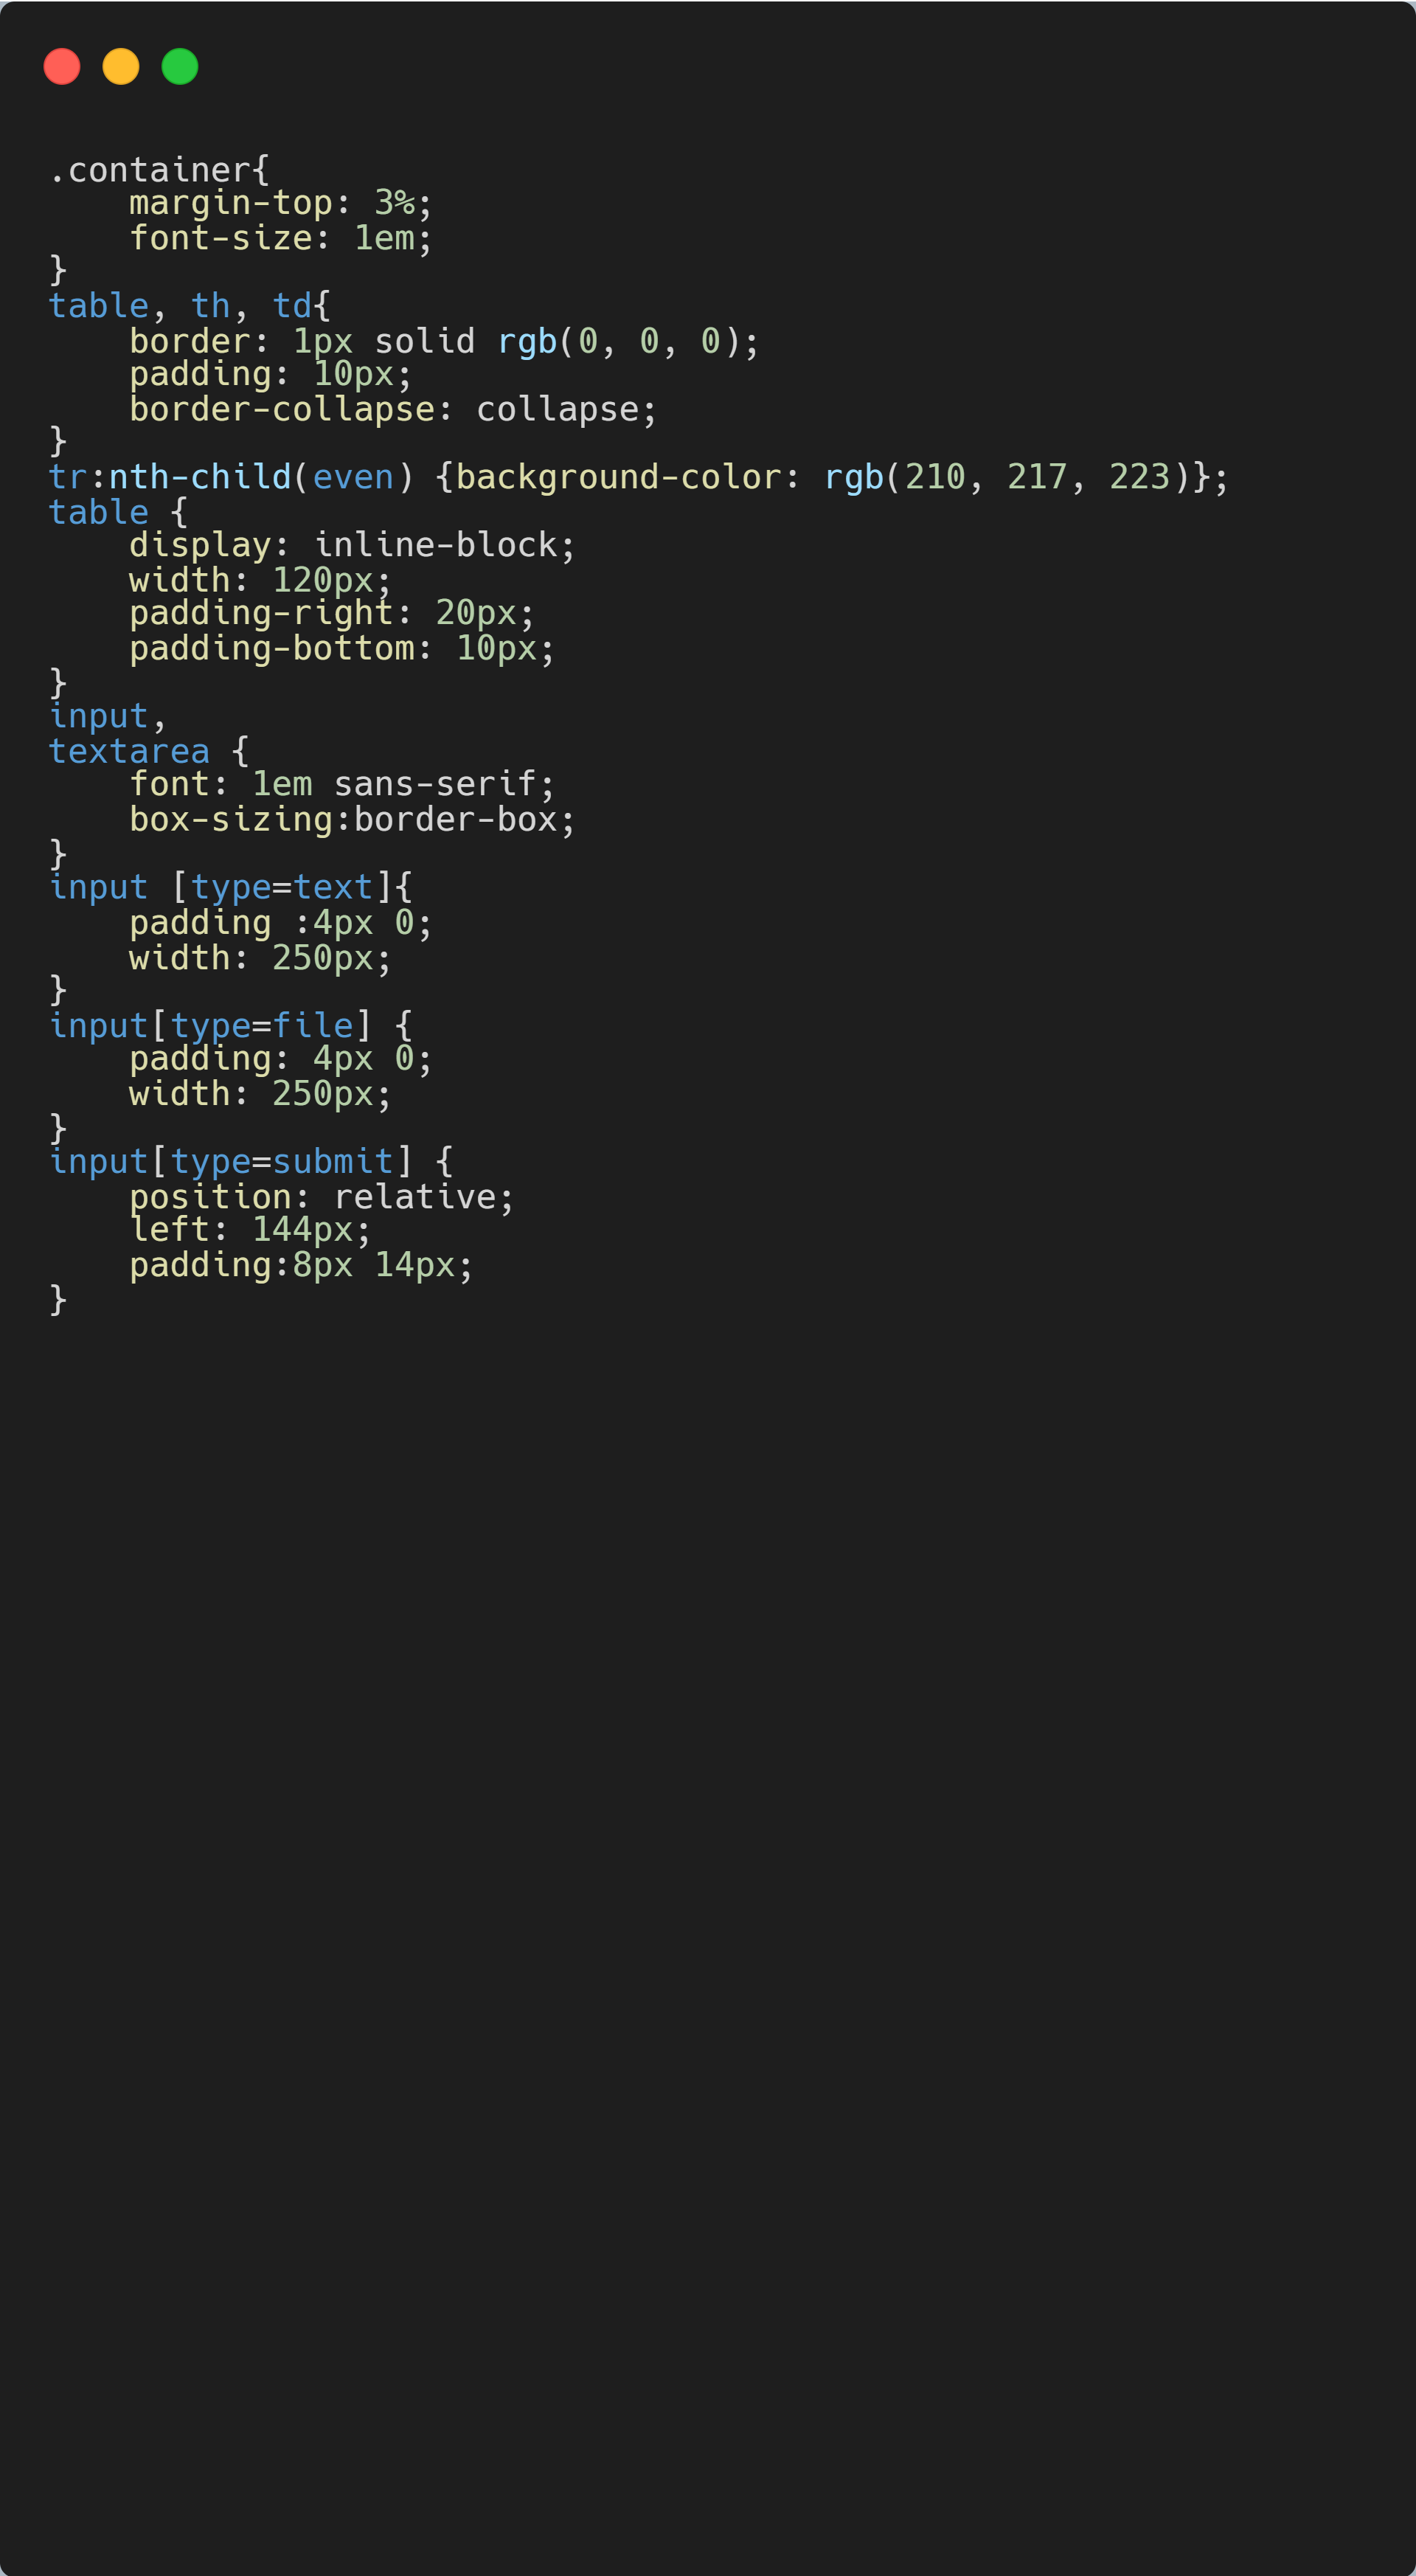 .container{
    margin-top: 3%;
    font-size: 1em;
}
table, th, td{
    border: 1px solid rgb(0, 0, 0);
    padding: 10px;
    border-collapse: collapse;
}
tr:nth-child(even) {background-color: rgb(210, 217, 223)};
table {
    display: inline-block;
    width: 120px;
    padding-right: 20px;
    padding-bottom: 10px;
}
input,
textarea {
    font: 1em sans-serif;
    box-sizing:border-box;
}
input [type=text]{
    padding :4px 0;
    width: 250px;
}
input[type=file] {
    padding: 4px 0;
    width: 250px;
}
input[type=submit] {
    position: relative;
    left: 144px;
    padding:8px 14px;
}